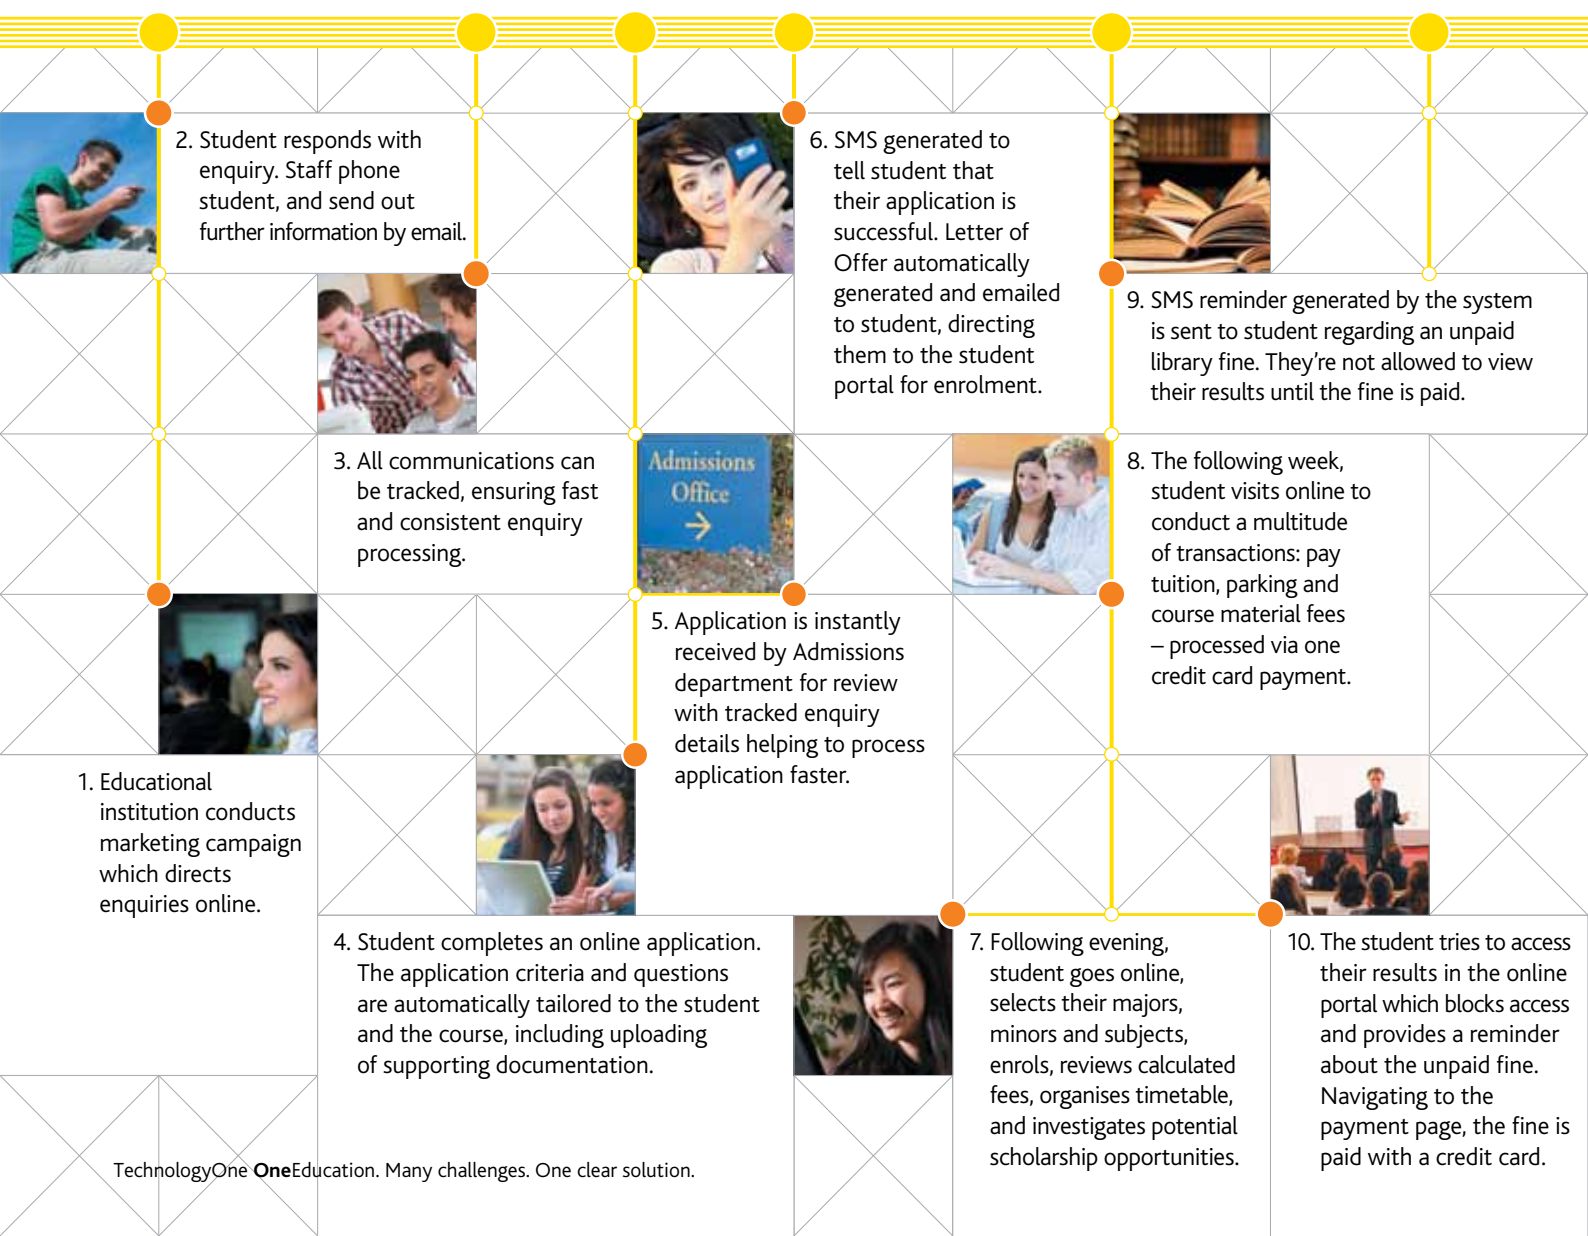 2. Student responds with
enquiry. Staff phone
student, and send out
further information by email.
6. SMS generated to
tell student that
their application is
successful. Letter of
Offer automatically
generated and emailed
to student, directing
them to the student
portal for enrolment.
9. SMS reminder generated by the system
is sent to student regarding an unpaid
library fine. They’re not allowed to view
their results until the fine is paid.
3. All communications can
be tracked, ensuring fast
and consistent enquiry
processing.
Admissions
Office
→
8. The following week,
student visits online to
conduct a multitude
of transactions: pay
tuition, parking and
course material fees
– processed via one
credit card payment.
5. Application is instantly
received by Admissions
department for review
with tracked enquiry
details helping to process
application faster.
1. Educational
institution conducts
marketing campaign
which directs
enquiries online.
4. Student completes an online application.
The application criteria and questions
are automatically tailored to the student
and the course, including uploading
of supporting documentation.
7. Following evening,
student goes online,
selects their majors,
minors and subjects,
enrols, reviews calculated
fees, organises timetable,
and investigates potential
scholarship opportunities.
10. The student tries to access
their results in the online
portal which blocks access
and provides a reminder
about the unpaid fine.
Navigating to the
payment page, the fine is
paid with a credit card.
TechnologyOne OneEducation. Many challenges. One clear solution.